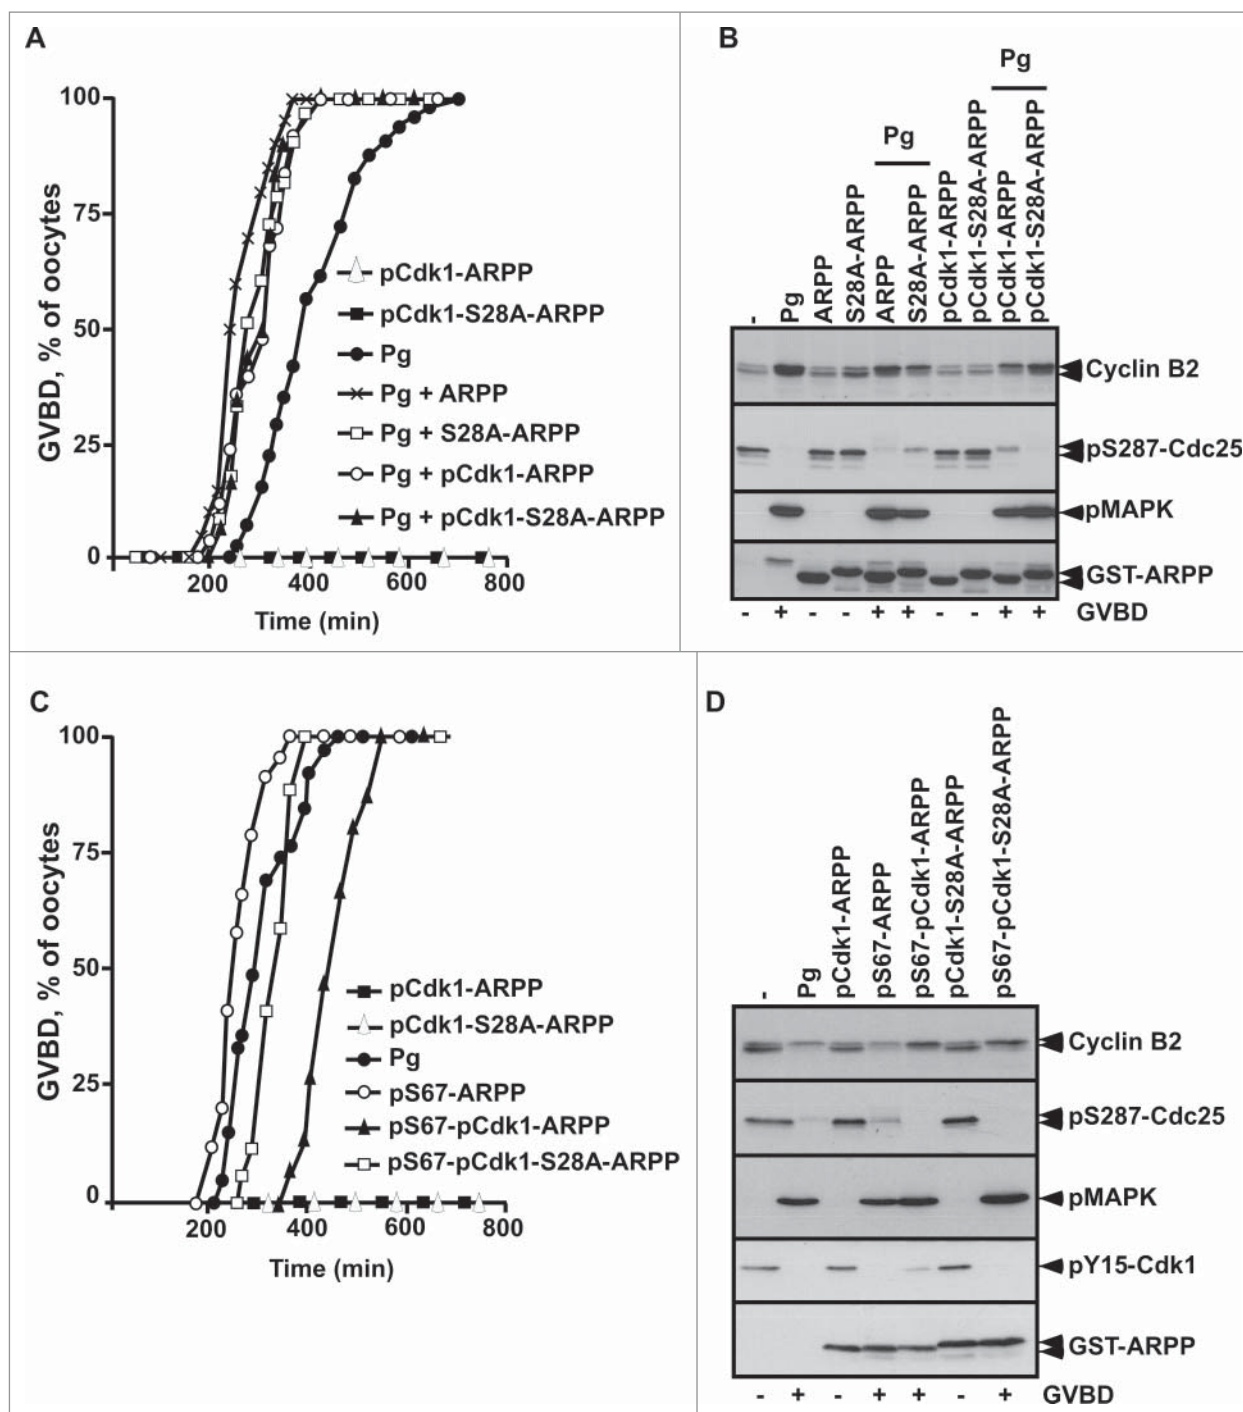 A
GVBD, % of oocytes
100
75
50
25
0
200
400
600
800
Time (min)
pCdk1-ARPP
pCdk1-S28A-ARPP
Pg
Pg + ARPP
Pg + S28A-ARPP
Pg + pCdk1-ARPP
Pg + pCdk1-S28A-ARPP
B
Pg
Pg
-
Pg
ARPP
S28A-ARPP
ARPP
S28A-ARPP
pCdk1-ARPP
pCdk1-S28A-ARPP
pCdk1-ARPP
pCdk1-S28A-ARPP
Cyclin B2
pS287-Cdc25
pMAPK
GST-ARPP
- + - - + + - - + + GVBD
C
GVBD, % of oocytes
100
75
50
25
0
200
400
600
800
Time (min)
pCdk1-ARPP
pCdk1-S28A-ARPP
Pg
pS67-ARPP
pS67-pCdk1-ARPP
pS67-pCdk1-S28A-ARPP
D
-
Pg
pCdk1-ARPP
pS67-ARPP
pS67-pCdk1-ARPP
pCdk1-S28A-ARPP
pS67-pCdk1-S28A-ARPP
Cyclin B2
pS287-Cdc25
pMAPK
pY15-Cdk1
GST-ARPP
- + - + + - + GVBD